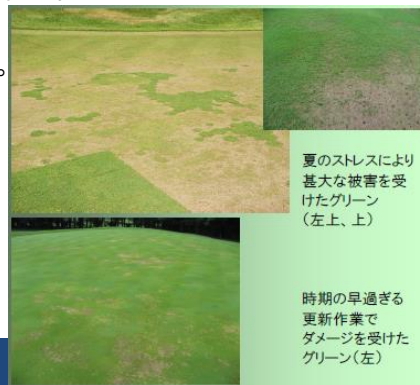 。
夏のストレスにより
甚大な被害を受
けたグリーン
（左上、上）
時期の早過ぎる
更新作業で
ダメージを受けた
グリーン（左）